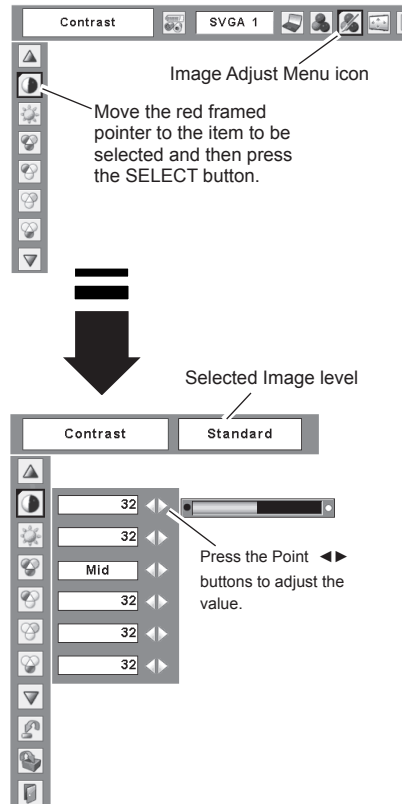 Contrast SVGA 1
Image Adjust Menu icon
Move the red framed
pointer to the item to be
selected and then press
the SELECT button.
Selected Image level
Contrast Standard
32
32
Mid
32
32
32
Press the Point ◄►
buttons to adjust the
value.